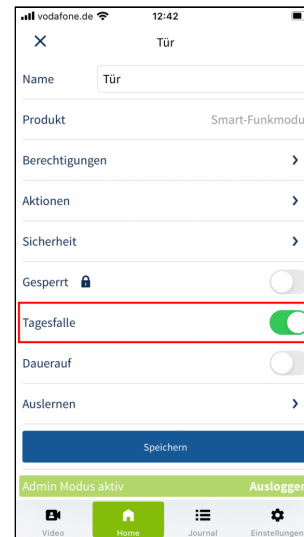 vodafone.de 12:42
Tür
Name Tür
Produkt Smart-Funkmodu
Berechtigungen
Aktionen
Sicherheit
Gesperrt
Tagesfalle
Dauerauf
Auslernen
Speichern
Admin Modus aktiv Ausloggen
Video Home Journal Einstellungen